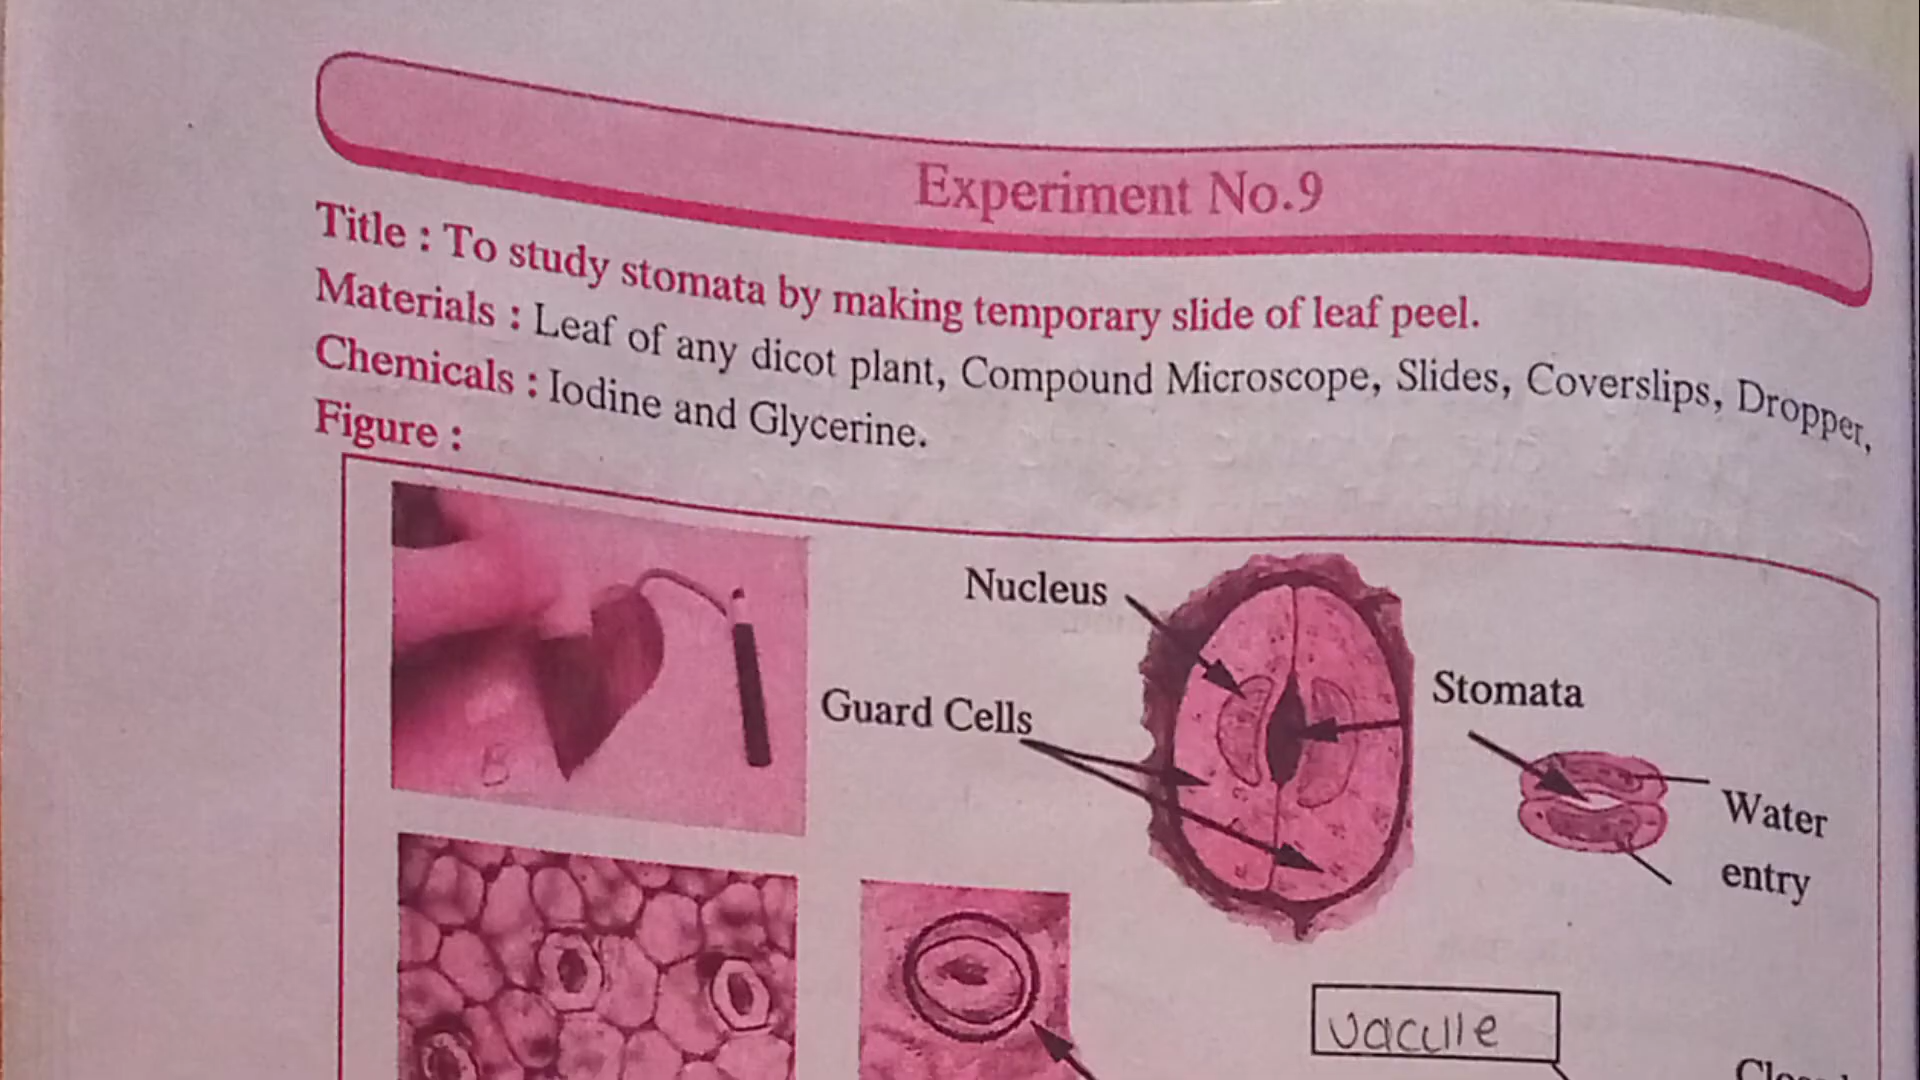 Experiment No.9
Title : To study stomata by making temporary slide of leaf peel.
Materials : Leaf of any dicot plant, Compound Microscope, Slides, Coverslips, Dropper,
Chemicals : Iodine and Glycerine.
Figure :
Nucleus
Guard Cells
Stomata
Water
entry
B
vaculle